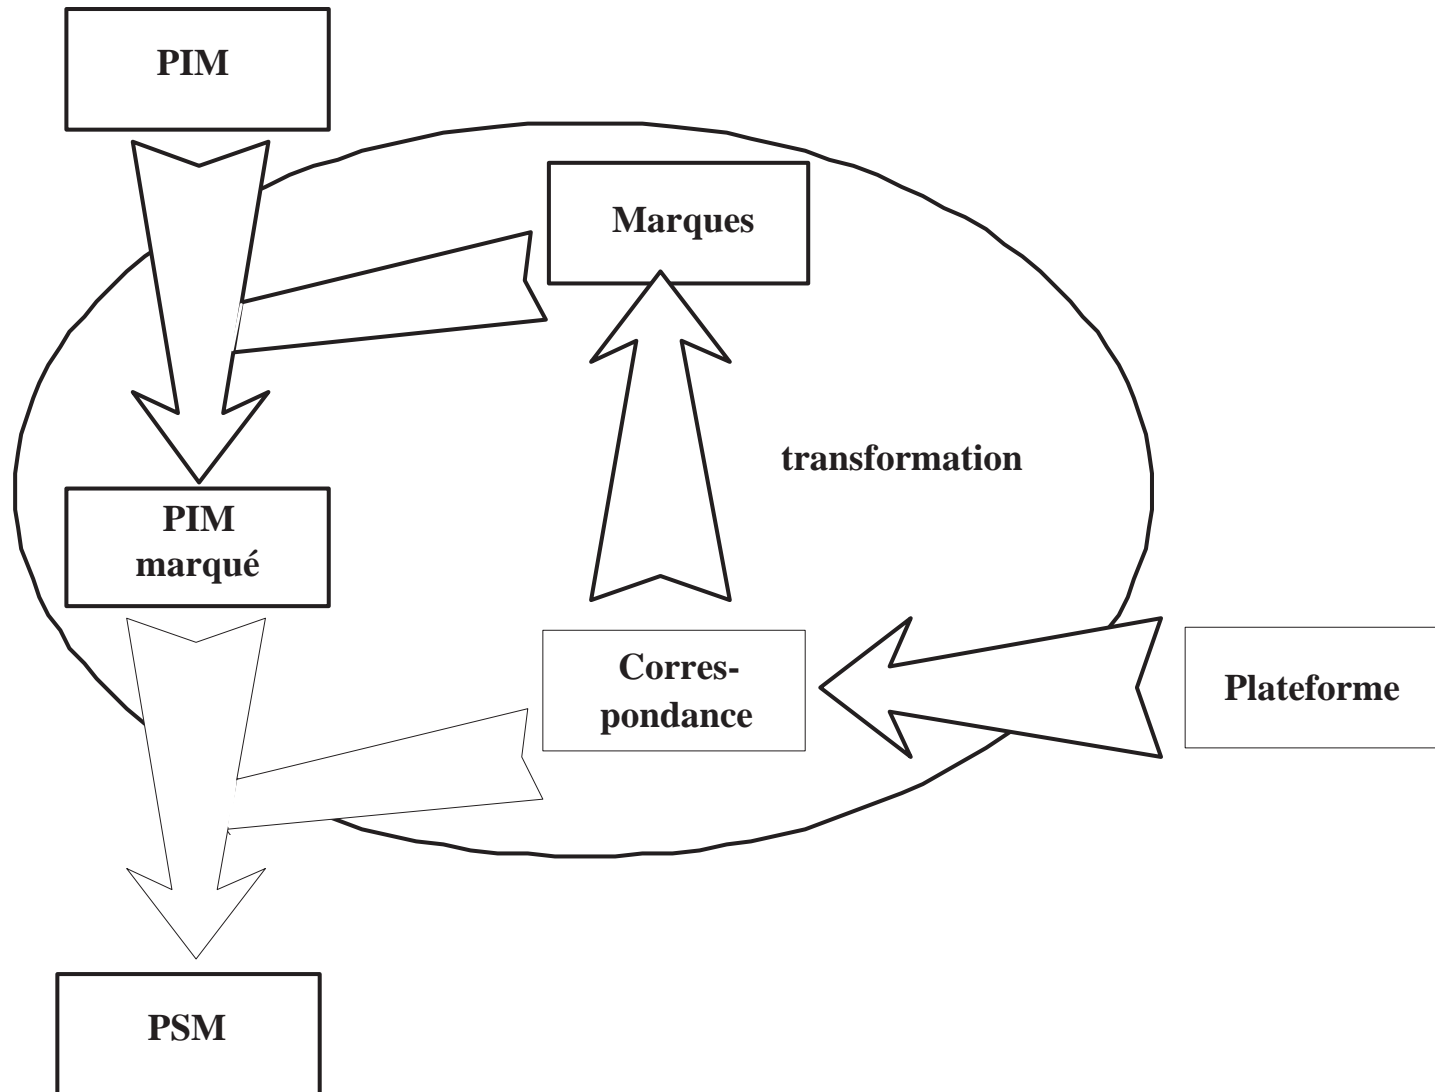 PIM
Marques
transformation
PIM
marqué
Corres-
pondance
Plateforme
PSM